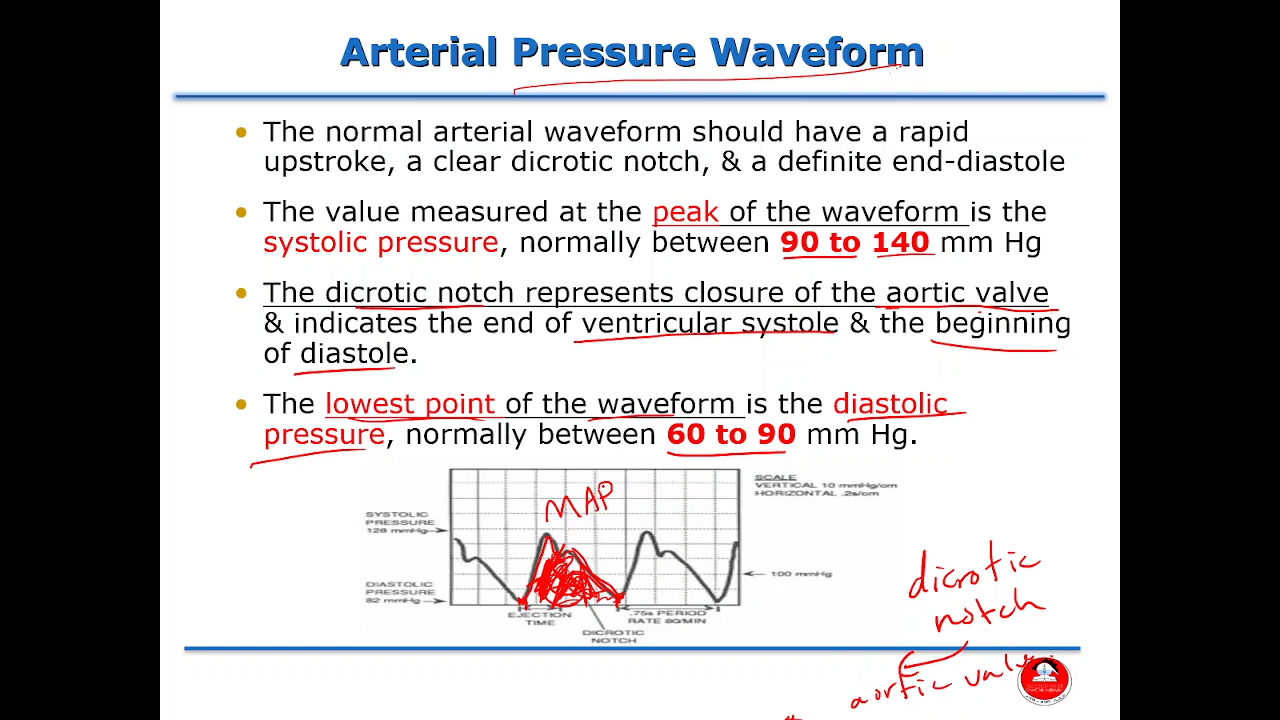 Arterial Pressure Waveform
• The normal arterial waveform should have a rapid
upstroke, a clear dicrotic notch, & a definite end-diastole
• The value measured at the peak of the waveform is the
systolic pressure, normally between 90 to 140 mm Hg
• The dicrotic notch represents closure of the aortic valve
& indicates the end of ventricular systole & the beginning
of diastole.
• The lowest point of the waveform is the diastolic
pressure, normally between 60 to 90 mm Hg.
MAP
SCALE
VERTICAL 10 mmHg/cm
HORIZONTAL .2s/cm
SYSTOLIC
PRESSURE
128 mmHg
100 mmHg
DIASTOLIC
PRESSURE
82 mmHg
EJECTION
TIME
.75s PERIOD
RATE 80/MIN
DICROTIC
NOTCH
dicrotic
notch
aortic valve